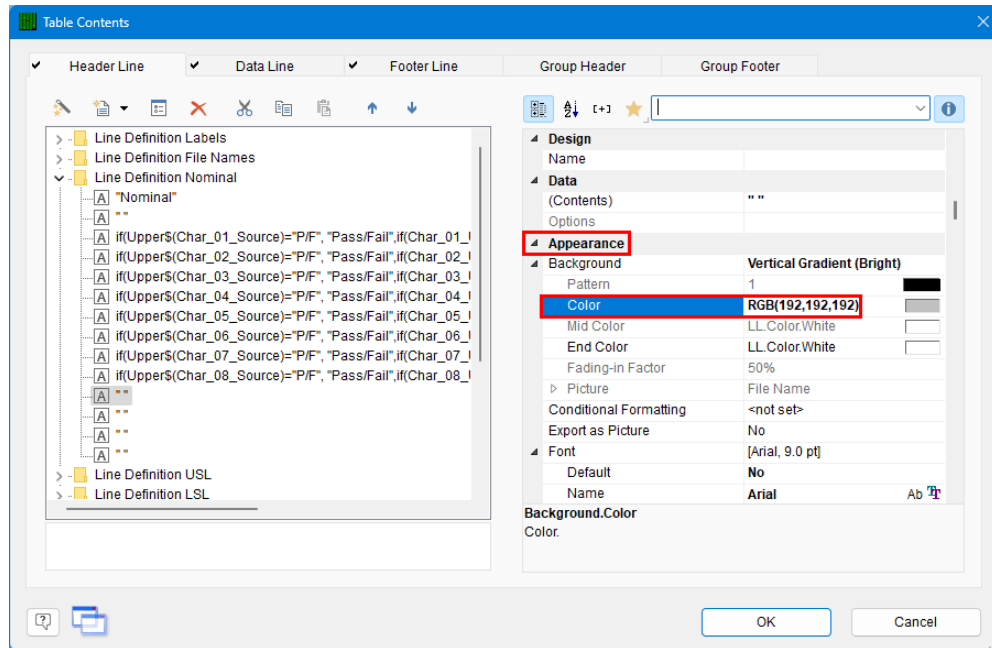 Table Contents
Header Line
Data Line
Footer Line
Group Header
Group Footer
Line Definition Labels
Line Definition File Names
Line Definition Nominal
A "Nominal"
A " "
A if(Upper$(Char_01_Source)="P/F", "Pass/Fail",if(Char_01_
A if(Upper$(Char_02_Source)="P/F", "Pass/Fail",if(Char_02_
A if(Upper$(Char_03_Source)="P/F", "Pass/Fail",if(Char_03_
A if(Upper$(Char_04_Source)="P/F", "Pass/Fail",if(Char_04_
A if(Upper$(Char_05_Source)="P/F", "Pass/Fail",if(Char_05_
A if(Upper$(Char_06_Source)="P/F", "Pass/Fail",if(Char_06_
A if(Upper$(Char_07_Source)="P/F", "Pass/Fail",if(Char_07_
A if(Upper$(Char_08_Source)="P/F", "Pass/Fail",if(Char_08_
A " "
A " "
A " "
A " "
Line Definition USL
Line Definition LSL
Design
Name
Data
(Contents) " "
Options
Appearance
Background Vertical Gradient (Bright)
Pattern 1
Color RGB(192,192,192)
Mid Color LL.Color.White
End Color LL.Color.White
Fading-in Factor 50%
Picture File Name
Conditional Formatting <not set>
Export as Picture No
Font [Arial, 9.0 pt]
Default No
Name Arial Ab
Background.Color
Color.
OK
Cancel